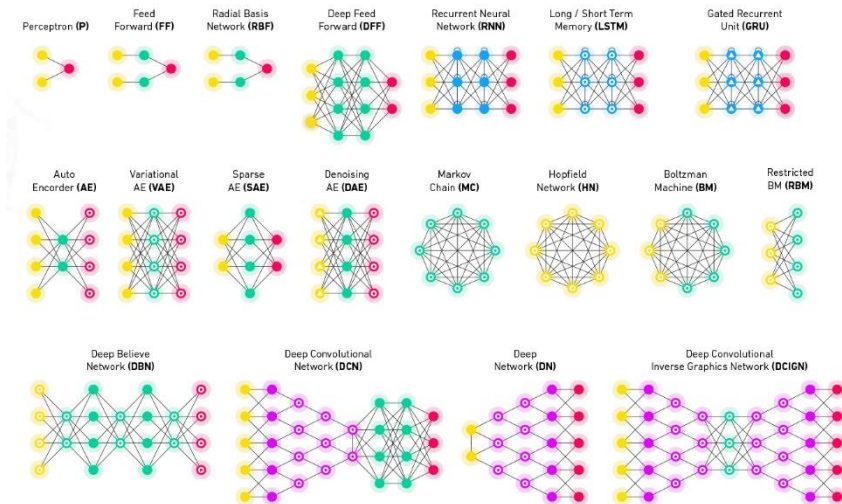 Perceptron (P)
Feed
Forward (FF)
Radial Basis
Network (RBF)
Deep Feed
Forward (DFF)
Recurrent Neural
Network (RNN)
Long / Short Term
Memory (LSTM)
Gated Recurrent
Unit (GRU)
Auto
Encorder (AE)
Variational
AE (VAE)
Sparse
AE (SAE)
Denoising
AE (DAE)
Markov
Chain (MC)
Hopfield
Network (HN)
Boltzman
Machine (BM)
Restricted
BM (RBM)
Deep Believe
Network (DBN)
Deep Convolutional
Network (DCN)
Deep
Network (DN)
Deep Convolutional
Inverse Graphics Network (DCIGN)